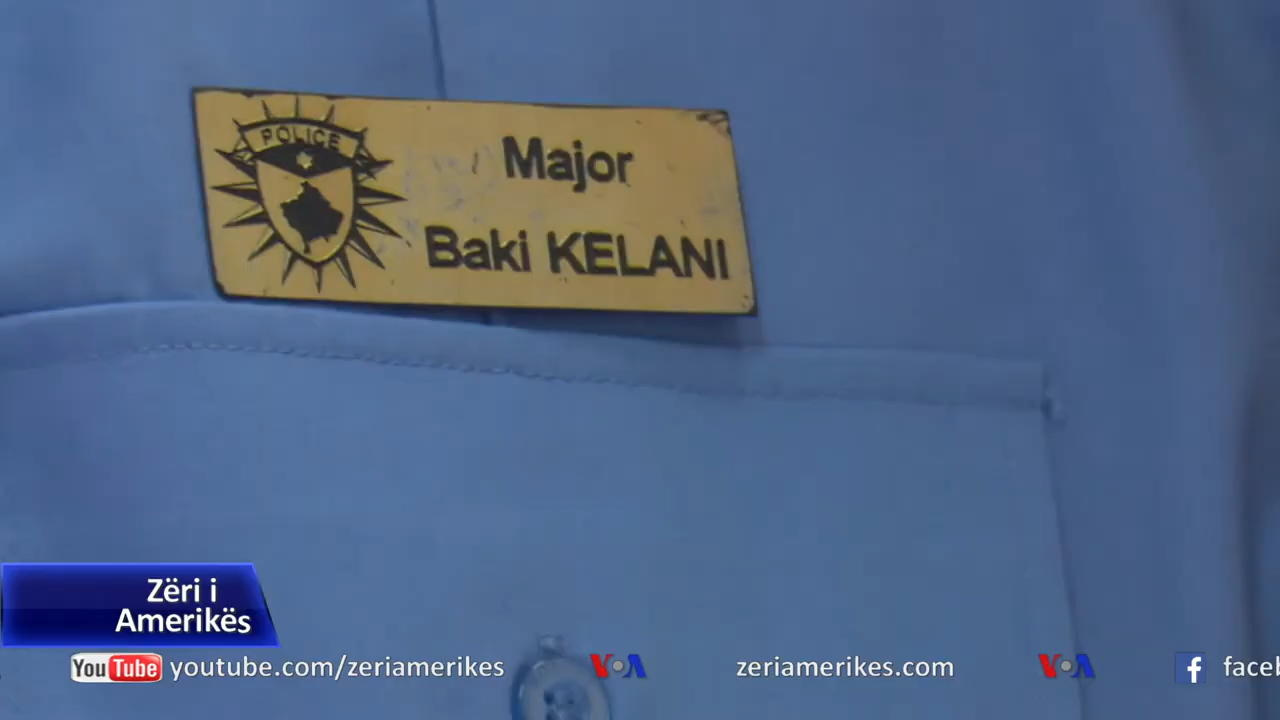 POLICE
Major
Baki KELANI
Zëri i
Amerikës
YouTube youtube.com/zeriamerikes VOA zeriamerikes.com VOA f faceb